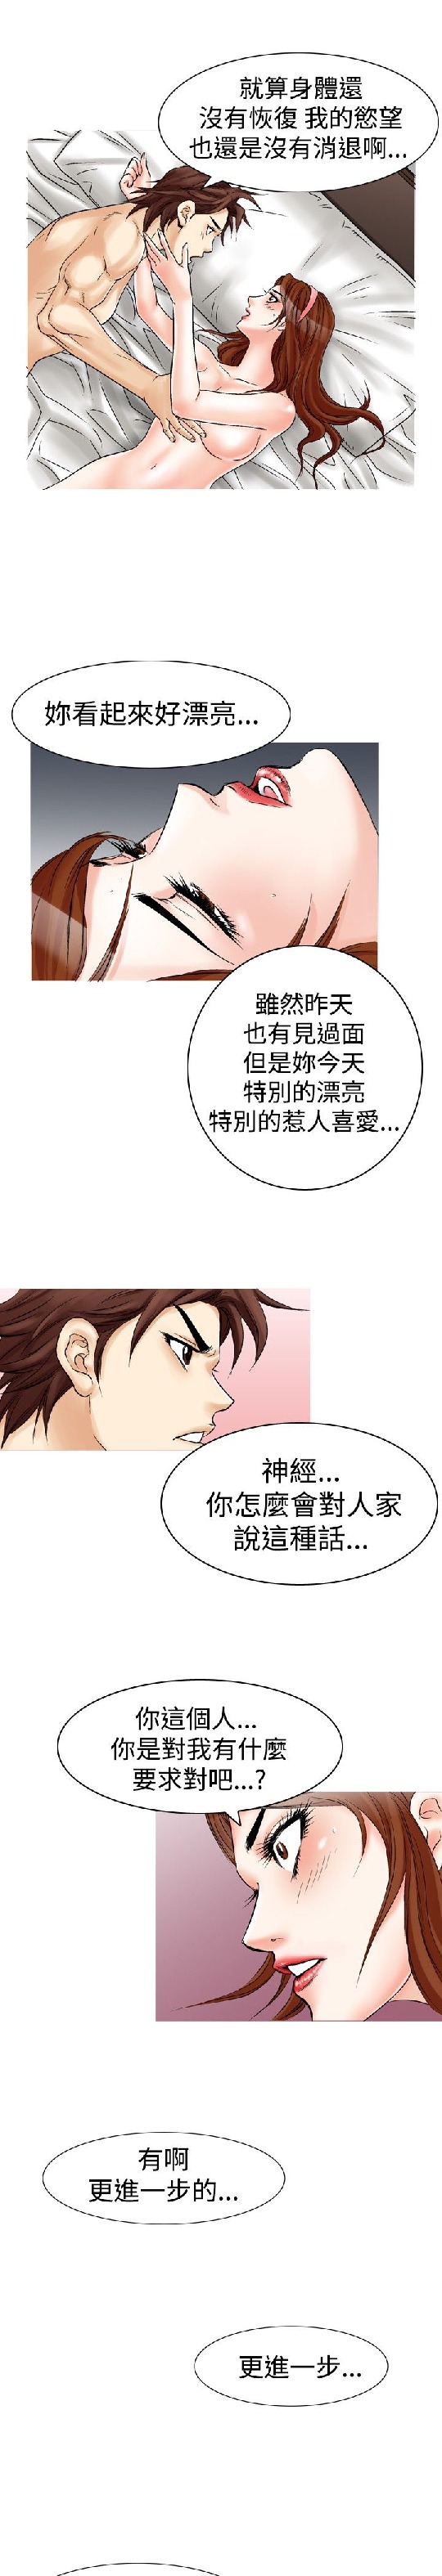 就算身體還
沒有恢復 我的慾望
也還是沒有消退啊...
妳看起來好漂亮...
雖然昨天
也有見過面
但是妳今天
特別的漂亮
特別的惹人喜愛...
神經...
你怎麼會對人家
說這種話...
你這個人...
你是對我有什麼
要求對吧...?
有啊
更進一步的...
更進一步...